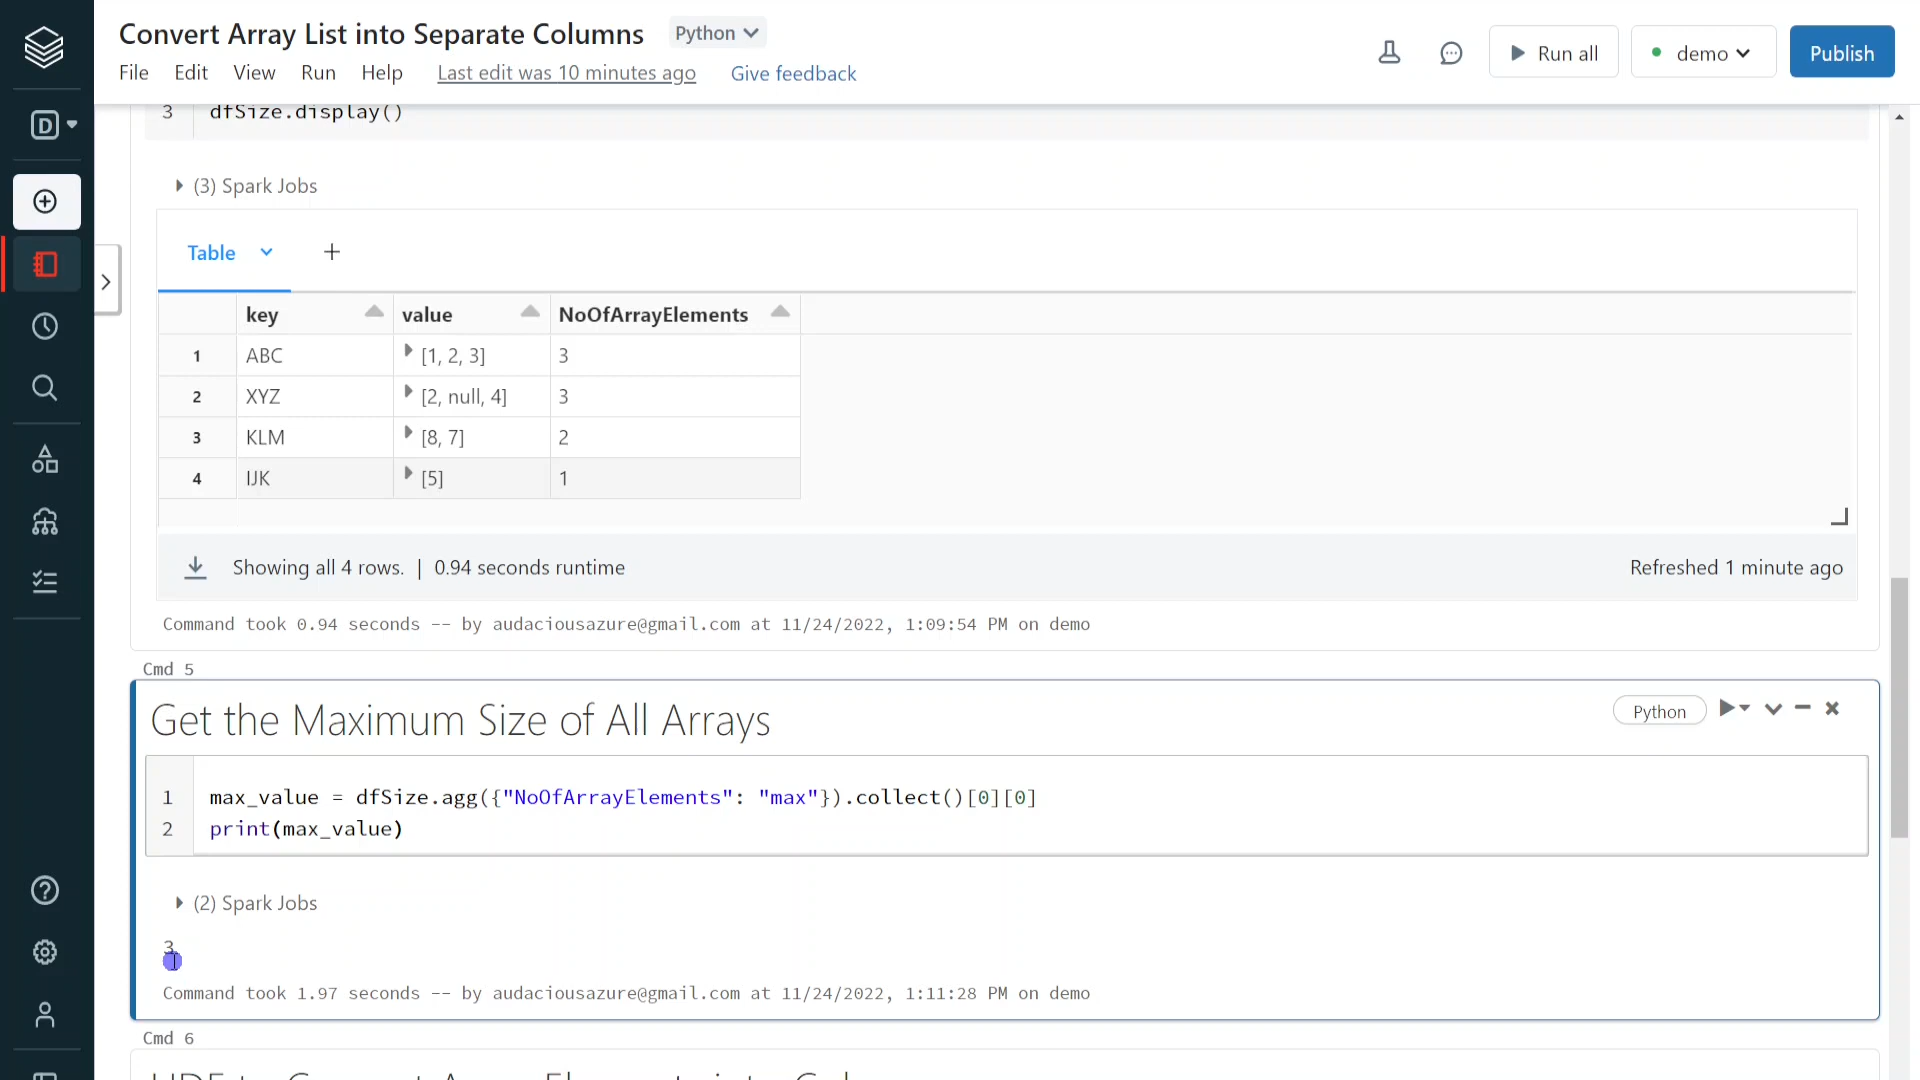 Convert Array List into Separate Columns
Python
File Edit View Run Help Last edit was 10 minutes ago Give feedback
Run all
demo
Publish
D
3 dfSize.display()
(3) Spark Jobs
Table +
key value NoOfArrayElements
1 ABC [1, 2, 3] 3
2 XYZ [2, null, 4] 3
3 KLM [8, 7] 2
4 IJK [5] 1
Showing all 4 rows. | 0.94 seconds runtime
Refreshed 1 minute ago
Command took 0.94 seconds -- by audaciousazure@gmail.com at 11/24/2022, 1:09:54 PM on demo
Cmd 5
Get the Maximum Size of All Arrays
Python
1 max_value = dfSize.agg({"NoOfArrayElements": "max"}).collect()[0][0]
2 print(max_value)
(2) Spark Jobs
3
Command took 1.97 seconds -- by audaciousazure@gmail.com at 11/24/2022, 1:11:28 PM on demo
Cmd 6